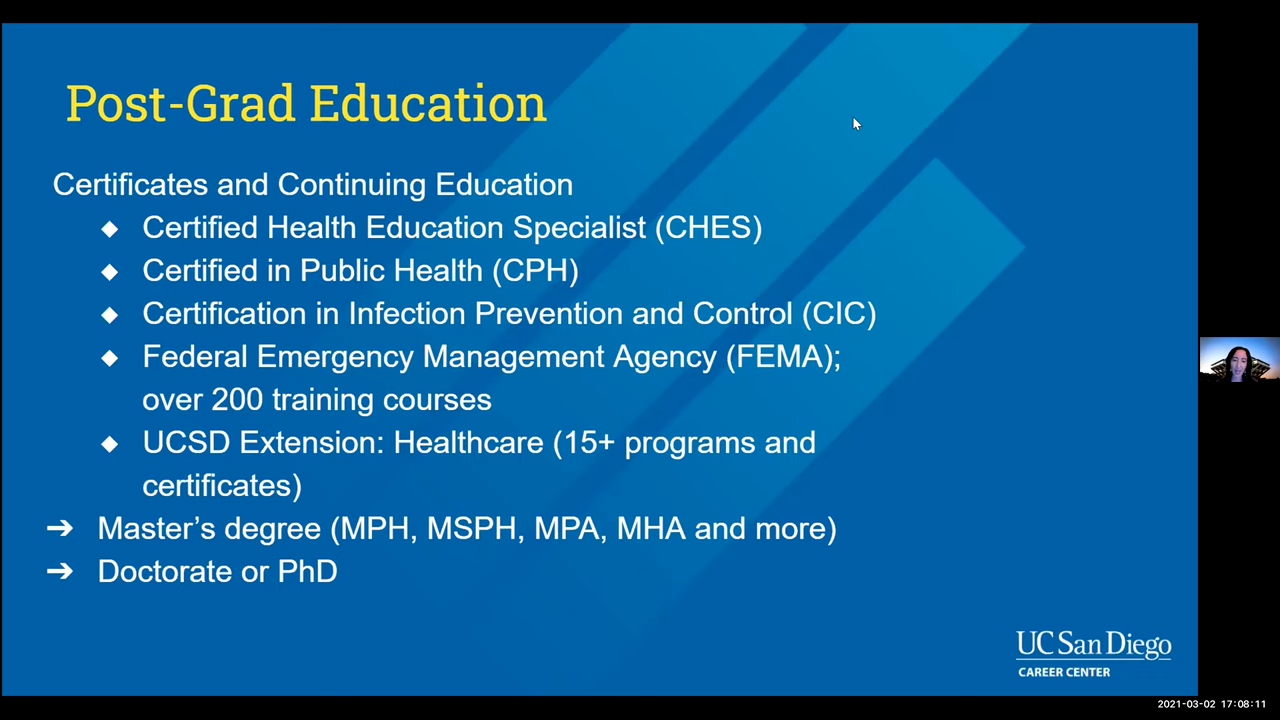 Post-Grad Education
Certificates and Continuing Education
◆ Certified Health Education Specialist (CHES)
◆ Certified in Public Health (CPH)
◆ Certification in Infection Prevention and Control (CIC)
◆ Federal Emergency Management Agency (FEMA);
over 200 training courses
◆ UCSD Extension: Healthcare (15+ programs and
certificates)
➔ Master’s degree (MPH, MSPH, MPA, MHA and more)
➔ Doctorate or PhD
UC San Diego
CAREER CENTER
2021-03-02 17:08:11